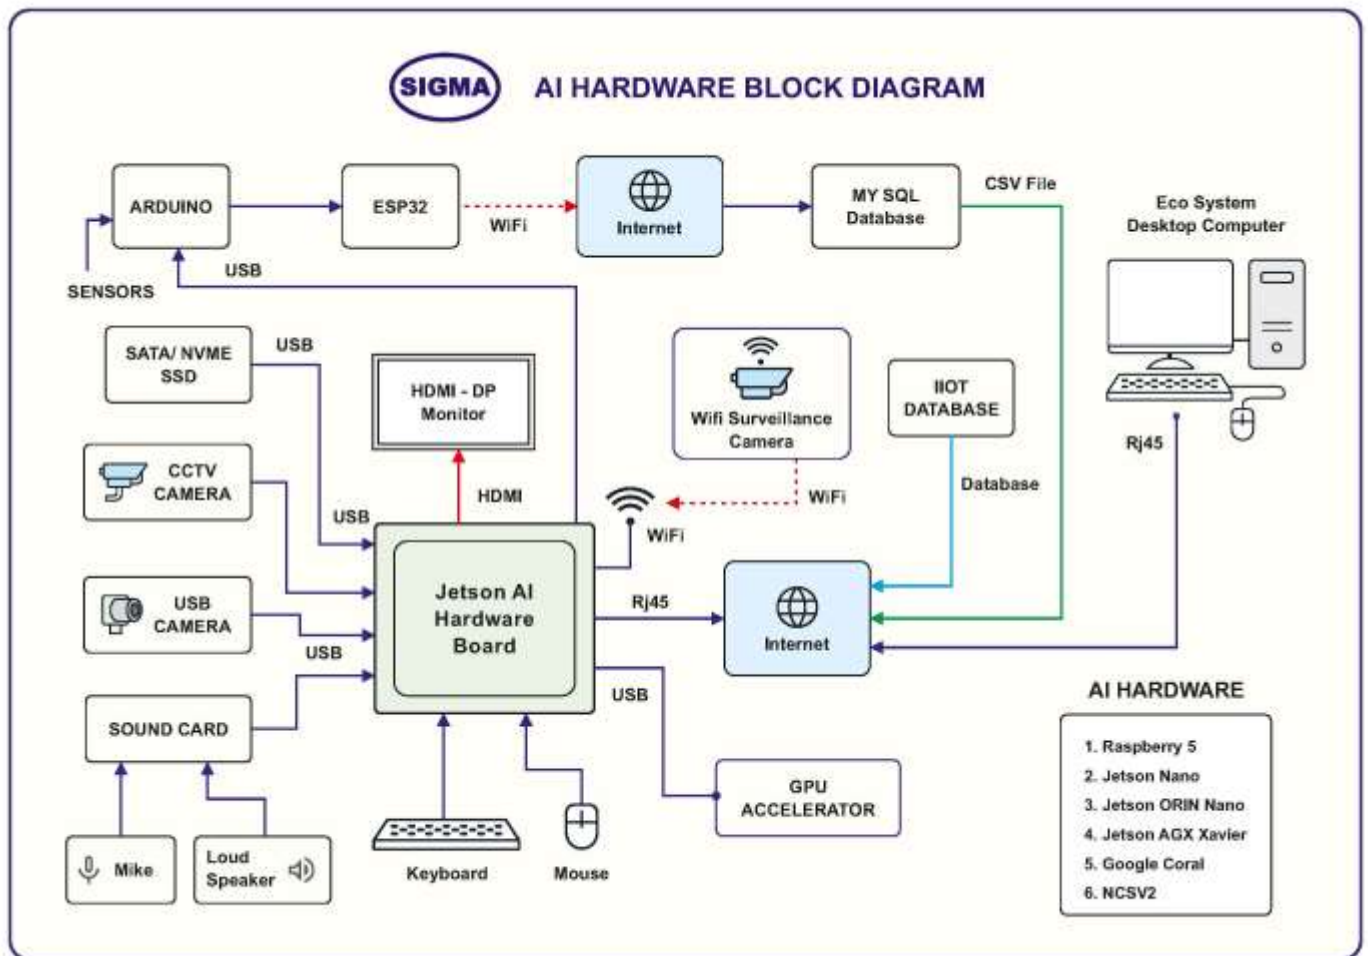 SIGMA
AI HARDWARE BLOCK DIAGRAM
ARDUINO
ESP32
WiFi
Internet
MY SQL
Database
CSV File
Eco System
Desktop Computer
SENSORS
USB
SATA/ NVME
SSD
USB
HDMI - DP
Monitor
Wifi Surveillance
Camera
IIOT
DATABASE
Rj45
CCTV
CAMERA
USB
HDMI
WiFi
WiFi
Database
USB
CAMERA
USB
Jetson AI
Hardware
Board
Rj45
Internet
USB
SOUND CARD
Mike
Loud
Speaker
Keyboard
Mouse
GPU
ACCELERATOR
AI HARDWARE
1. Raspberry 5
2. Jetson Nano
3. Jetson ORIN Nano
4. Jetson AGX Xavier
5. Google Coral
6. NCSV2